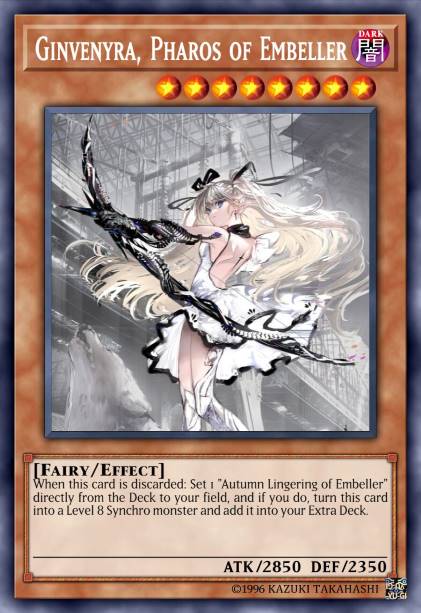 Ginvenyra, Pharos of Embeller
DARK
闇
[Fairy/Effect]
When this card is discarded: Set 1 "Autumn Lingering of Embeller"
directly from the Deck to your field, and if you do, turn this card
into a Level 8 Synchro monster and add it into your Extra Deck.
ATK/2850 DEF/2350
©1996 KAZUKI TAKAHASHI